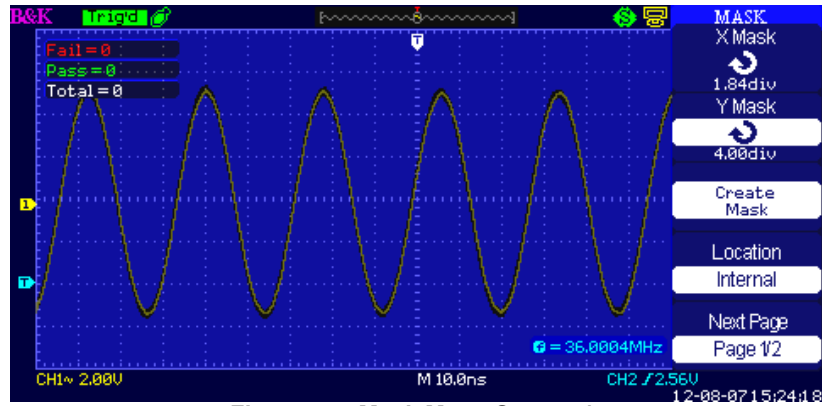 B&K Trig'd MASK
Fail=0
Pass=0
Total=0
X Mask
1.84div
Y Mask
4.00div
Create
Mask
Location
Internal
Next Page
Page 1/2
f = 36.0004MHz
CH1~ 2.00V M 10.0ns CH2 / 2.56V
12-08-07 15:24:18